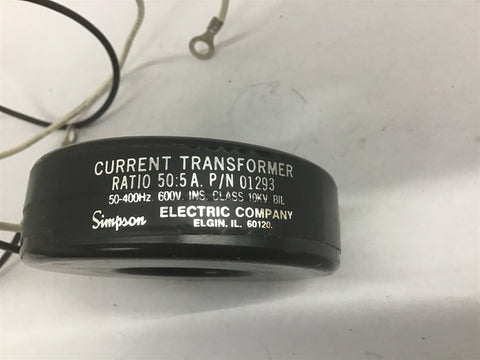 CURRENT TRANSFORMER
RATIO 50:5 A. P/N 01293
50-400Hz. 600V. INS. CLASS 10KV. BIL
Simpson ELECTRIC COMPANY
ELGIN, IL. 60120.